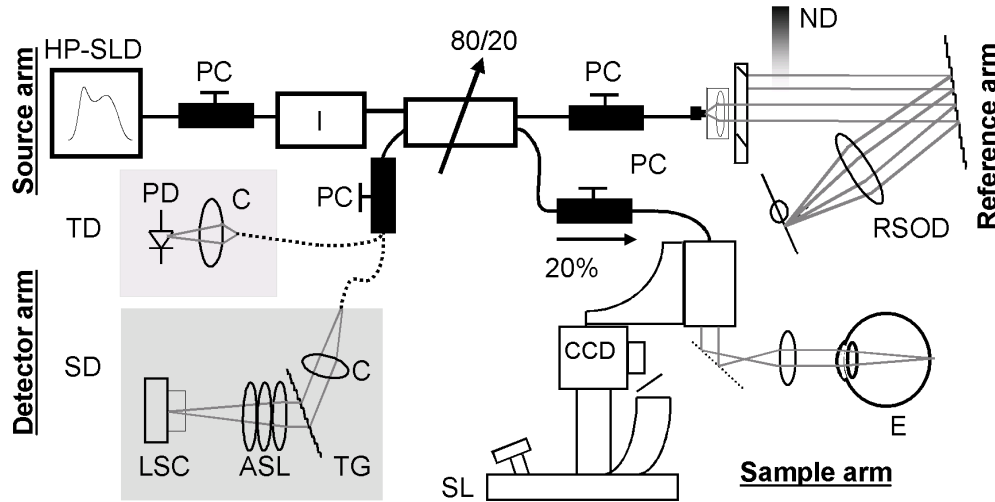 Source arm
HP-SLD
PC
I
80/20
PC
ND
Reference arm
RSOD
PC
PC
20%
Detector arm
TD
PD
C
SD
C
LSC
ASL
TG
CCD
SL
E
Sample arm